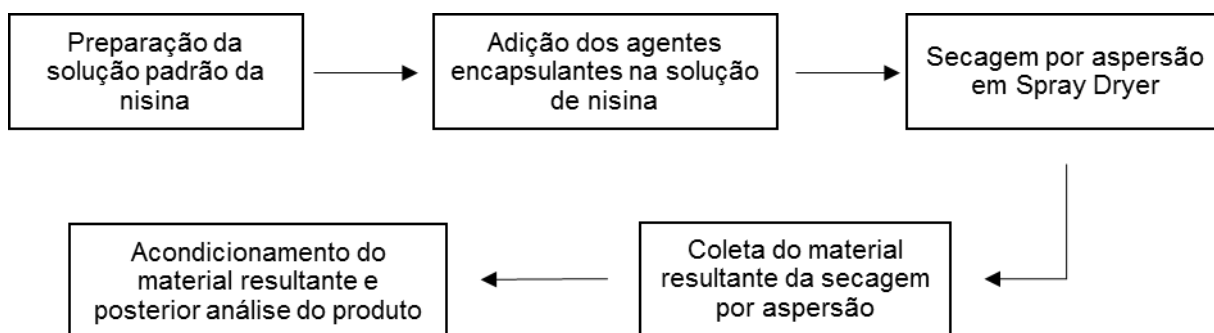 Preparação da
solução padrão da
nisina
Adição dos agentes
encapsulantes na solução
de nisina
Secagem por aspersão
em Spray Dryer
Coleta do material
resultante da secagem
por aspersão
Acondicionamento do
material resultante e
posterior análise do produto